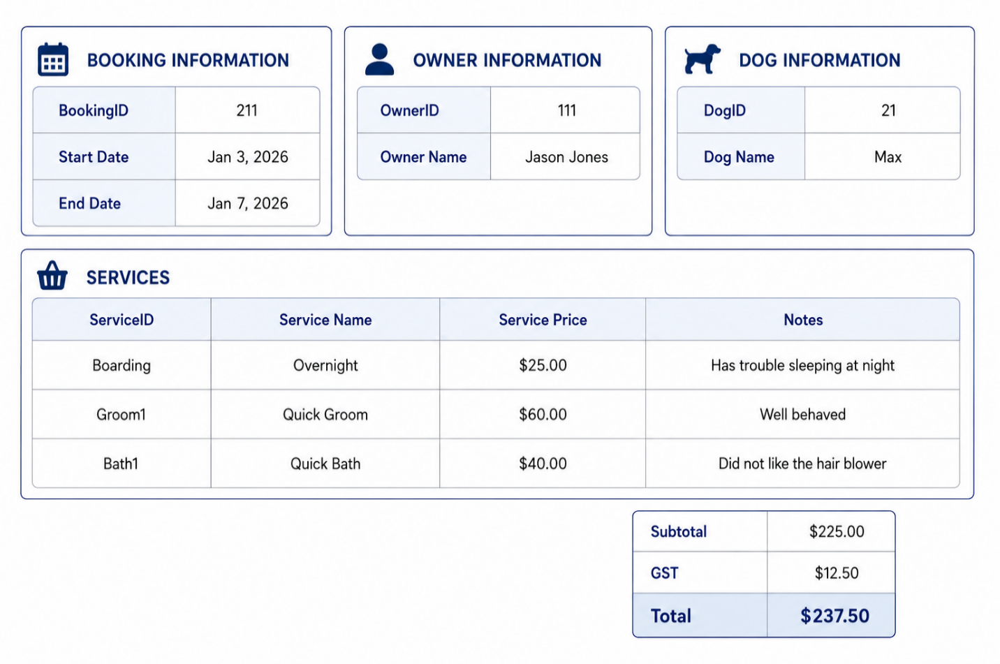 BOOKING INFORMATION
BookingID 211
Start Date Jan 3, 2026
End Date Jan 7, 2026
OWNER INFORMATION
OwnerID 111
Owner Name Jason Jones
DOG INFORMATION
DogID 21
Dog Name Max
SERVICES
ServiceID Service Name Service Price Notes
Boarding Overnight $25.00 Has trouble sleeping at night
Groom1 Quick Groom $60.00 Well behaved
Bath1 Quick Bath $40.00 Did not like the hair blower
Subtotal $225.00
GST $12.50
Total $237.50